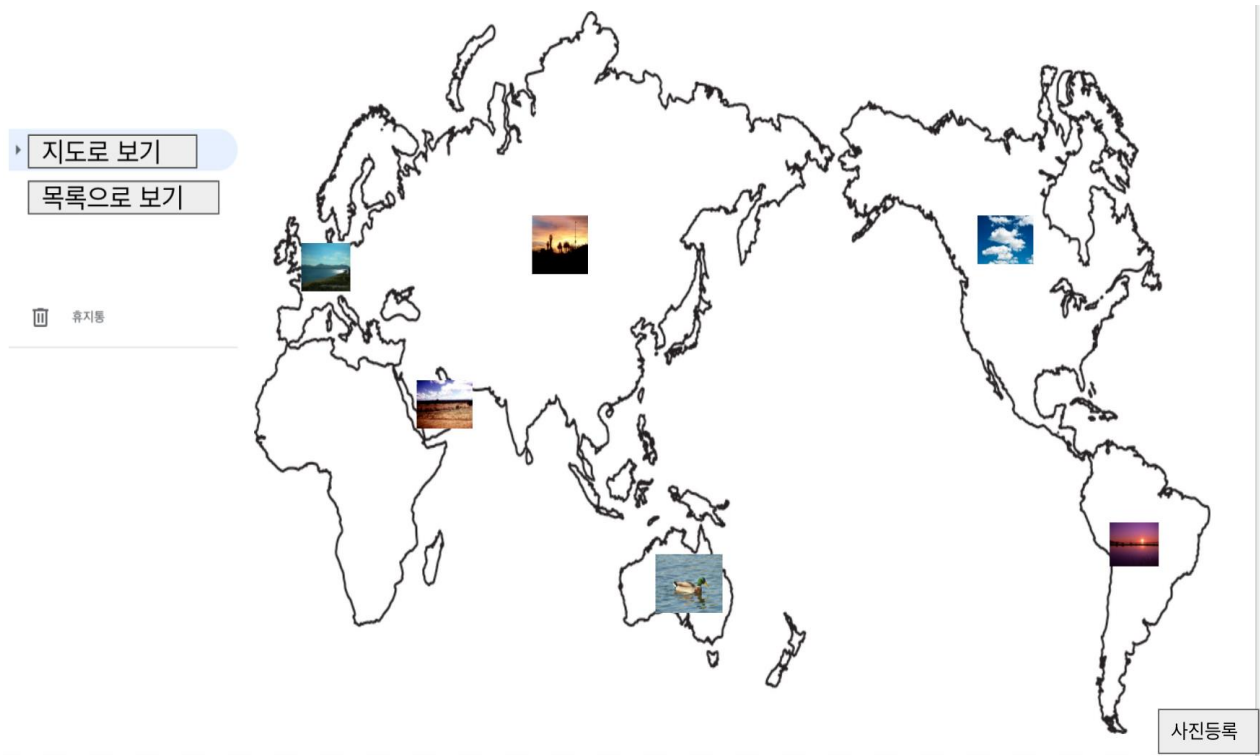 지도로 보기
목록으로 보기
휴지통
사진등록